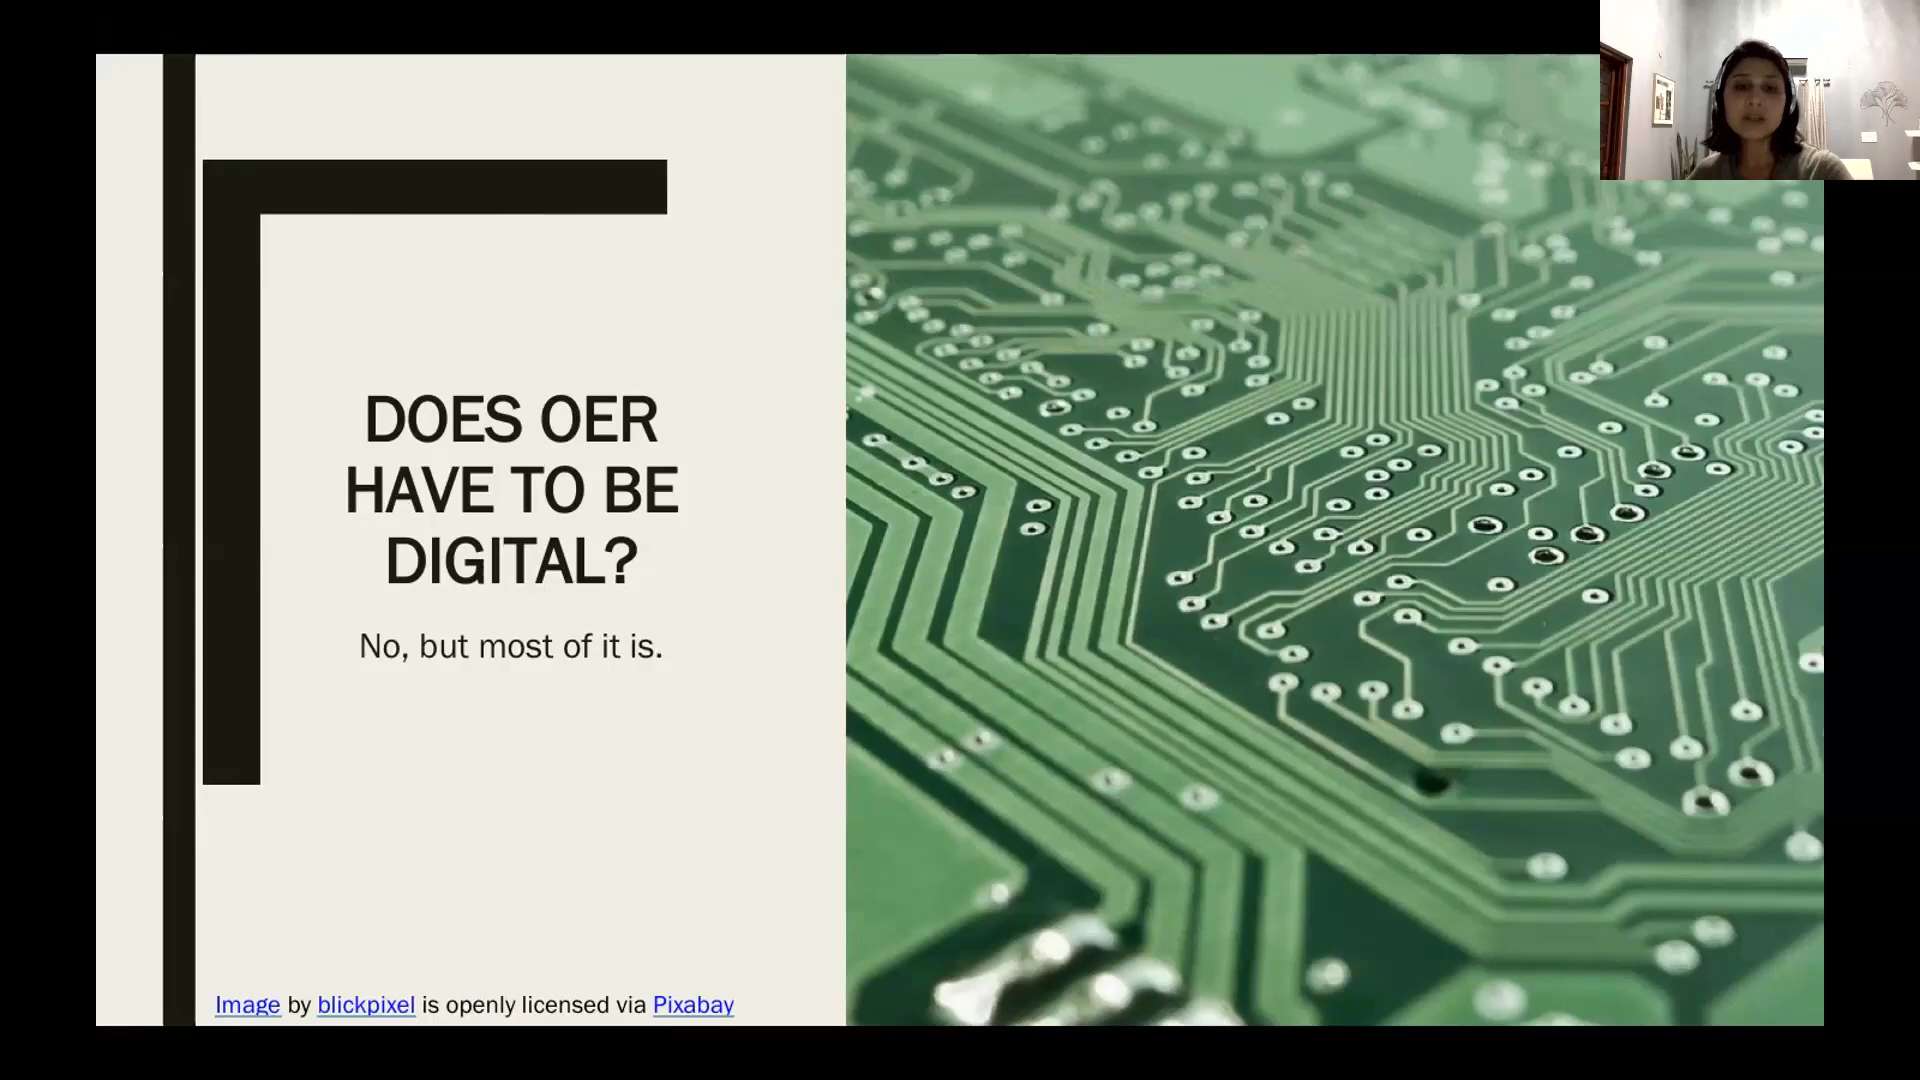 DOES OER
HAVE TO BE
DIGITAL?
No, but most of it is.
Image by blickpixel is openly licensed via Pixabay